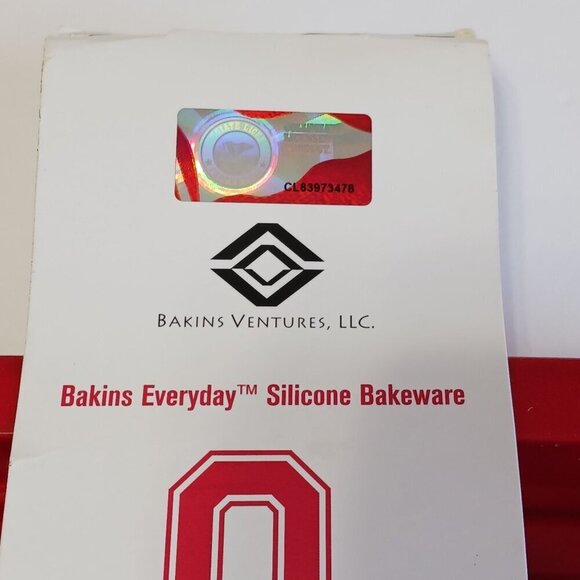 CL83973478
BAKINS VENTURES, LLC.
Bakins Everyday™ Silicone Bakeware
O